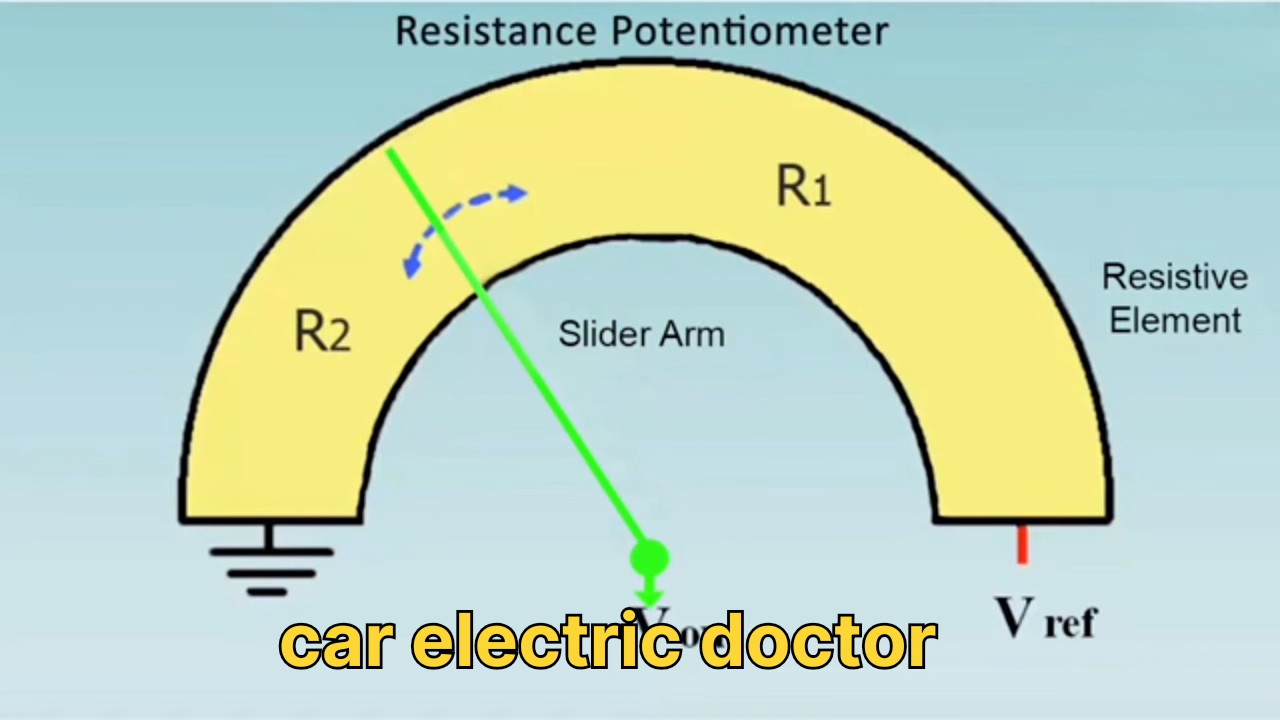 Resistance Potentiometer
R1
Resistive
Element
R2
Slider Arm
V ref
car electric doctor